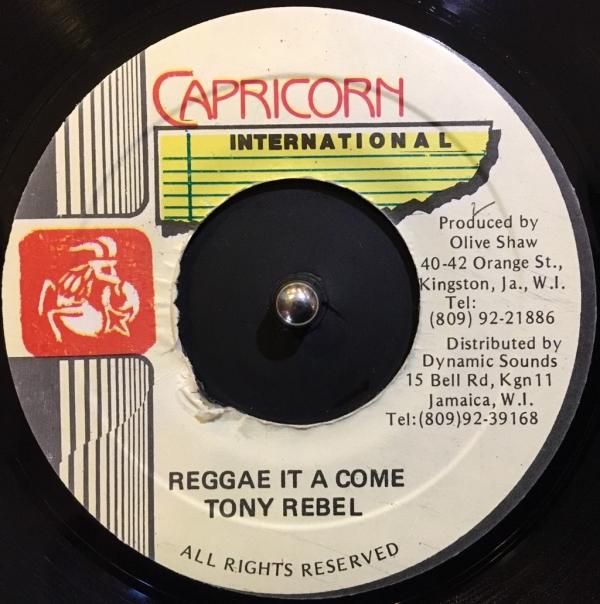 CAPRICORN
INTERNATIONAL
Produced by
Olive Shaw
40-42 Orange St.,
Kingston, Ja., W.I.
Tel:
(809) 92-21886
Distributed by
Dynamic Sounds
15 Bell Rd, Kgn11
Jamaica, W.I.
Tel:(809)92-39168
REGGAE IT A COME
TONY REBEL
ALL RIGHTS RESERVED